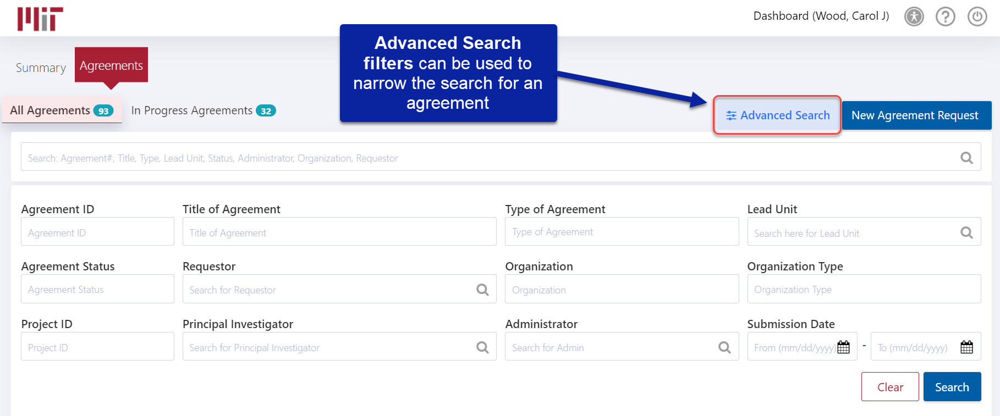 MIT
Dashboard (Wood, Carol J)
Advanced Search
filters can be used to
narrow the search for an
agreement
Summary
Agreements
All Agreements 93
In Progress Agreements 32
Advanced Search
New Agreement Request
Search: Agreement#, Title, Type, Lead Unit, Status, Administrator, Organization, Requestor
Agreement ID
Title of Agreement
Type of Agreement
Lead Unit
Agreement ID
Title of Agreement
Type of Agreement
Search here for Lead Unit
Agreement Status
Requestor
Organization
Organization Type
Agreement Status
Search for Requestor
Organization
Organization Type
Project ID
Principal Investigator
Administrator
Submission Date
Project ID
Search for Principal Investigator
Search for Admin
From (mm/dd/yyyy)
-
To (mm/dd/yyyy)
Clear
Search